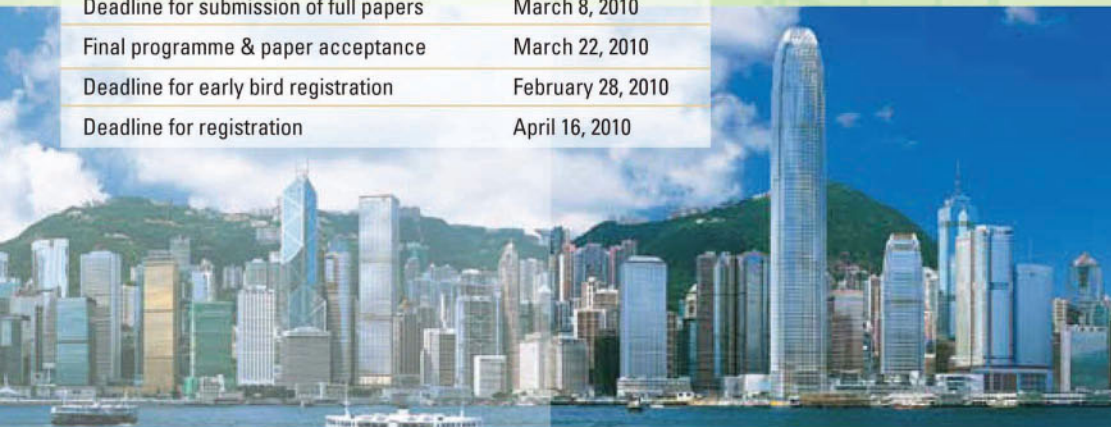 Deadline for submission of full papers March 8, 2010
Final programme & paper acceptance March 22, 2010
Deadline for early bird registration February 28, 2010
Deadline for registration April 16, 2010